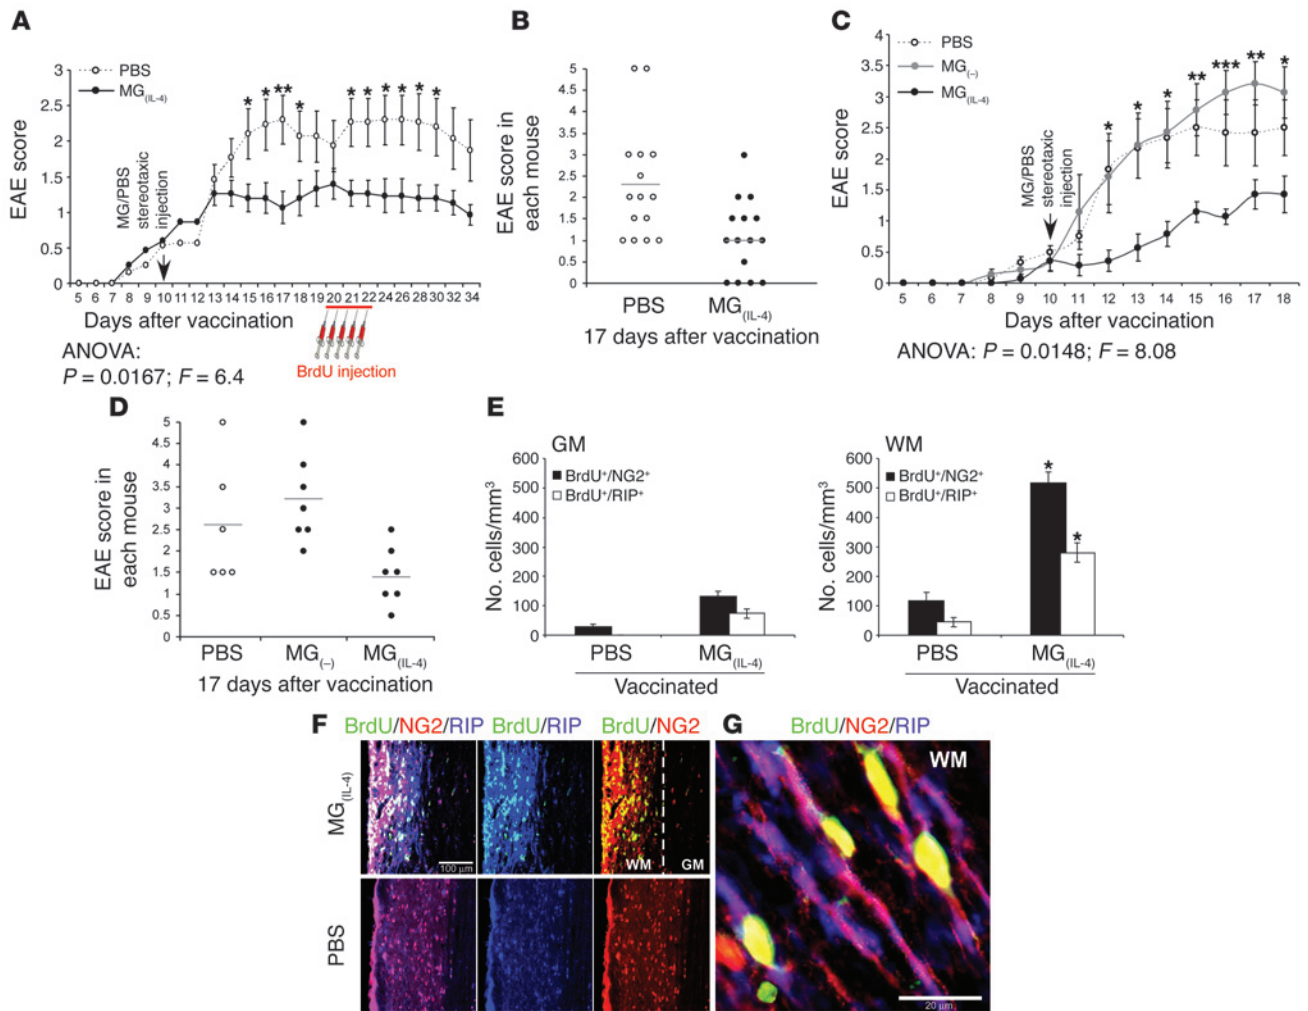 A
PBS
MG(IL-4)
EAE score
3
2.5
2
1.5
1
0.5
0
MG/PBS
stereotaxic
injection
* * ** * * * * * * *
5 6 7 8 9 10 11 12 13 14 15 16 17 18 19 20 21 22 24 26 28 30 32 34
Days after vaccination
BrdU injection
ANOVA:
P = 0.0167; F = 6.4
B
EAE score in
each mouse
5
4.5
4
3.5
3
2.5
2
1.5
1
0.5
0
PBS MG(IL-4)
17 days after vaccination
C
PBS
MG(–)
MG(IL-4)
EAE score
4
3.5
3
2.5
2
1.5
1
0.5
0
MG/PBS
stereotaxic
injection
* * * ** *** ** *
5 6 7 8 9 10 11 12 13 14 15 16 17 18
Days after vaccination
ANOVA: P = 0.0148; F = 8.08
D
EAE score in
each mouse
5
4.5
4
3.5
3
2.5
2
1.5
1
0.5
0
PBS MG(–) MG(IL-4)
17 days after vaccination
E
GM
BrdU⁺/NG2⁺
BrdU⁺/RIP⁺
No. cells/mm³
600
500
400
300
200
100
0
PBS MG(IL-4)
Vaccinated
WM
BrdU⁺/NG2⁺
BrdU⁺/RIP⁺
No. cells/mm³
600
500
400
300
200
100
0
* *
PBS MG(IL-4)
Vaccinated
F
BrdU/NG2/RIP BrdU/RIP BrdU/NG2
MG(IL-4)
100 µm
WM GM
PBS
G
BrdU/NG2/RIP
WM
20 µm